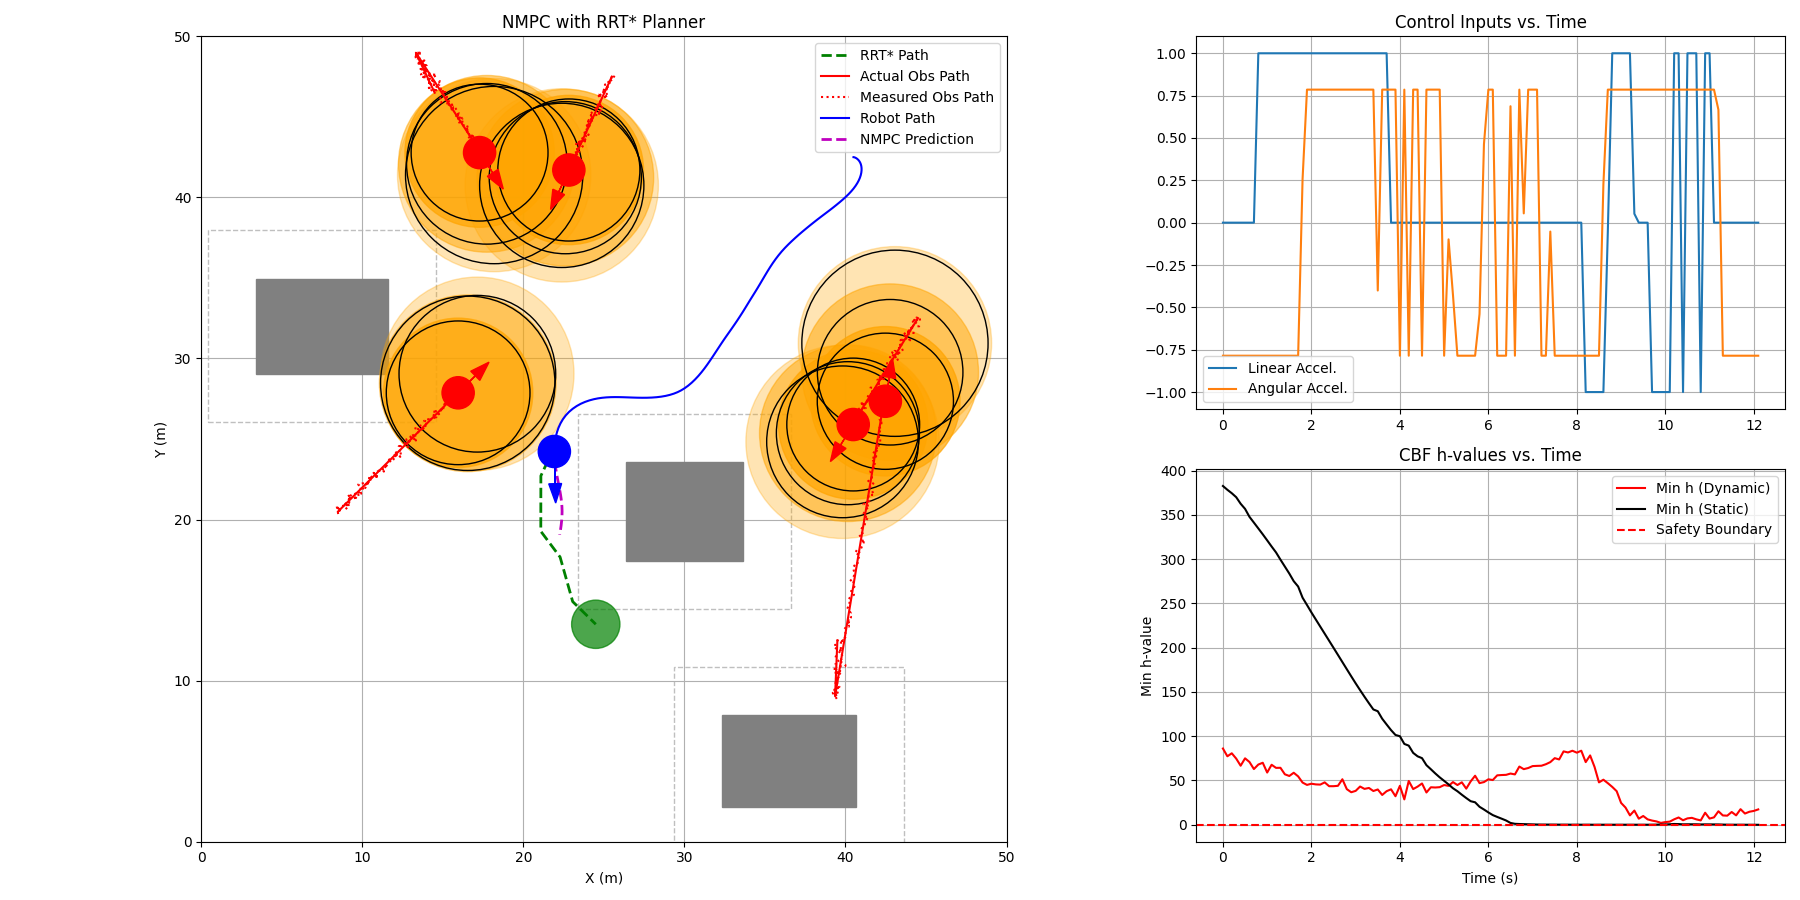 NMPC with RRT* Planner
50
40
30
20
10
0
Y (m)
0 10 20 30 40 50
X (m)
RRT* Path
Actual Obs Path
Measured Obs Path
Robot Path
NMPC Prediction
Control Inputs vs. Time
1.00
0.75
0.50
0.25
0.00
−0.25
−0.50
−0.75
−1.00
Linear Accel.
Angular Accel.
0 2 4 6 8 10 12
CBF h-values vs. Time
400
350
300
250
200
150
100
50
0
Min h-value
Min h (Dynamic)
Min h (Static)
Safety Boundary
0 2 4 6 8 10 12
Time (s)